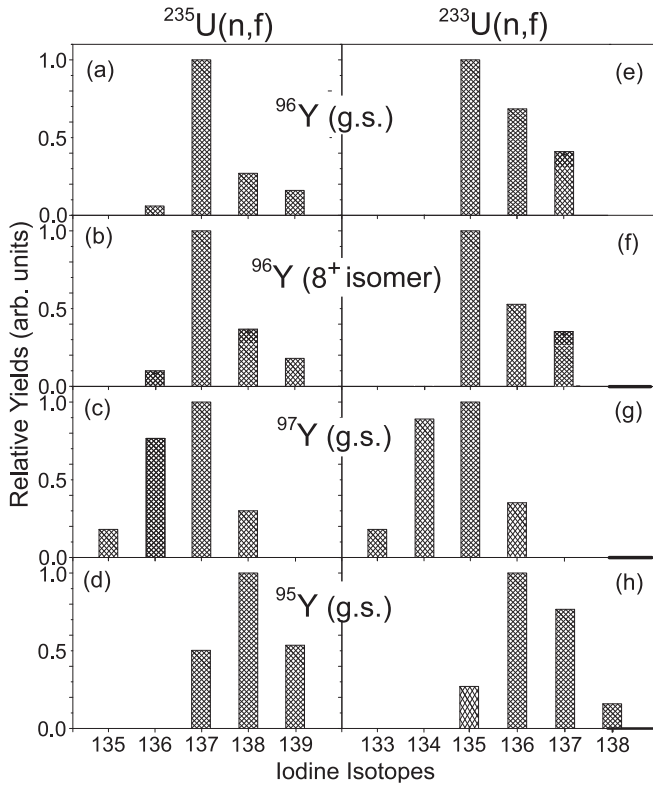 ²³⁵U(n,f) ²³³U(n,f)
(a) ⁹⁶Y (g.s.) (e)
1.0
0.5
0.0
(b) ⁹⁶Y (8⁺ isomer) (f)
1.0
0.5
0.0
(c) ⁹⁷Y (g.s.) (g)
1.0
0.5
0.0
(d) ⁹⁵Y (g.s.) (h)
1.0
0.5
0.0
Relative Yields (arb. units)
135 136 137 138 139 133 134 135 136 137 138
Iodine Isotopes